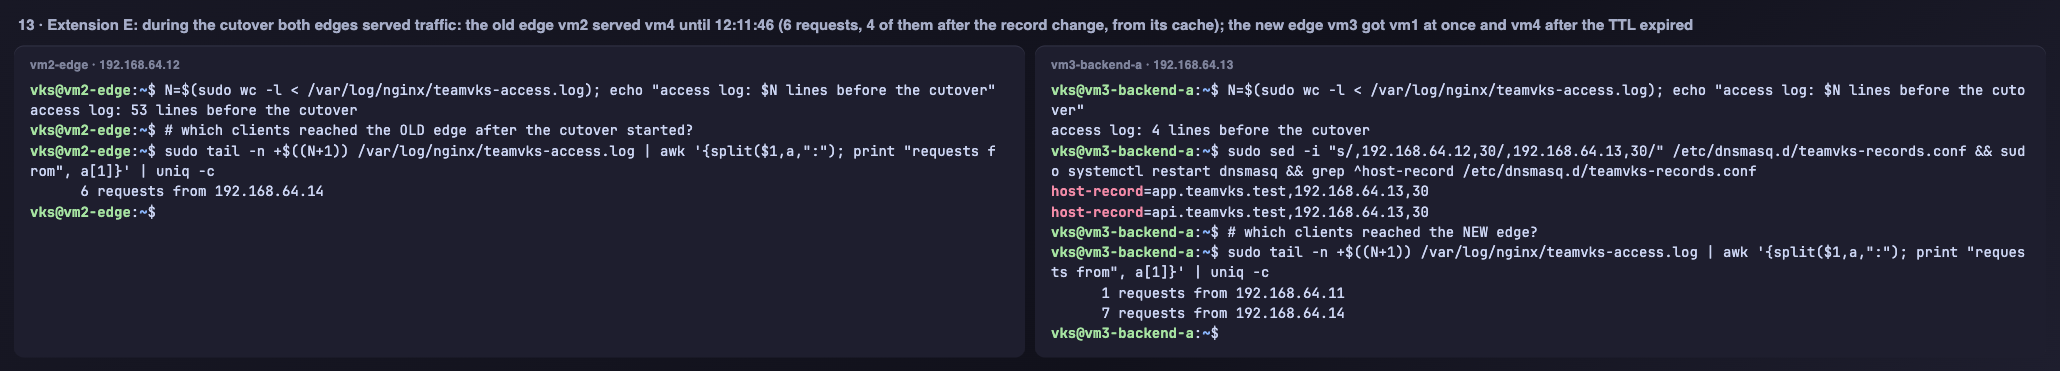 13 · Extension E: during the cutover both edges served traffic: the old edge vm2 served vm4 until 12:11:46 (6 requests, 4 of them after the record change, from its cache); the new edge vm3 got vm1 at once and vm4 after the TTL expired
vm2-edge · 192.168.64.12
vks@vm2-edge:~$ N=$(sudo wc -l < /var/log/nginx/teamvks-access.log); echo "access log: $N lines before the cutover"
access log: 53 lines before the cutover
vks@vm2-edge:~$ # which clients reached the OLD edge after the cutover started?
vks@vm2-edge:~$ sudo tail -n +$((N+1)) /var/log/nginx/teamvks-access.log | awk '{split($1,a,":"); print "requests f
rom", a[1]}' | uniq -c
      6 requests from 192.168.64.14
vks@vm2-edge:~$
vm3-backend-a · 192.168.64.13
vks@vm3-backend-a:~$ N=$(sudo wc -l < /var/log/nginx/teamvks-access.log); echo "access log: $N lines before the cuto
ver"
access log: 4 lines before the cutover
vks@vm3-backend-a:~$ sudo sed -i "s/,192.168.64.12,30/,192.168.64.13,30/" /etc/dnsmasq.d/teamvks-records.conf && sud
o systemctl restart dnsmasq && grep ^host-record /etc/dnsmasq.d/teamvks-records.conf
host-record=app.teamvks.test,192.168.64.13,30
host-record=api.teamvks.test,192.168.64.13,30
vks@vm3-backend-a:~$ # which clients reached the NEW edge?
vks@vm3-backend-a:~$ sudo tail -n +$((N+1)) /var/log/nginx/teamvks-access.log | awk '{split($1,a,":"); print "reques
ts from", a[1]}' | uniq -c
      1 requests from 192.168.64.11
      7 requests from 192.168.64.14
vks@vm3-backend-a:~$